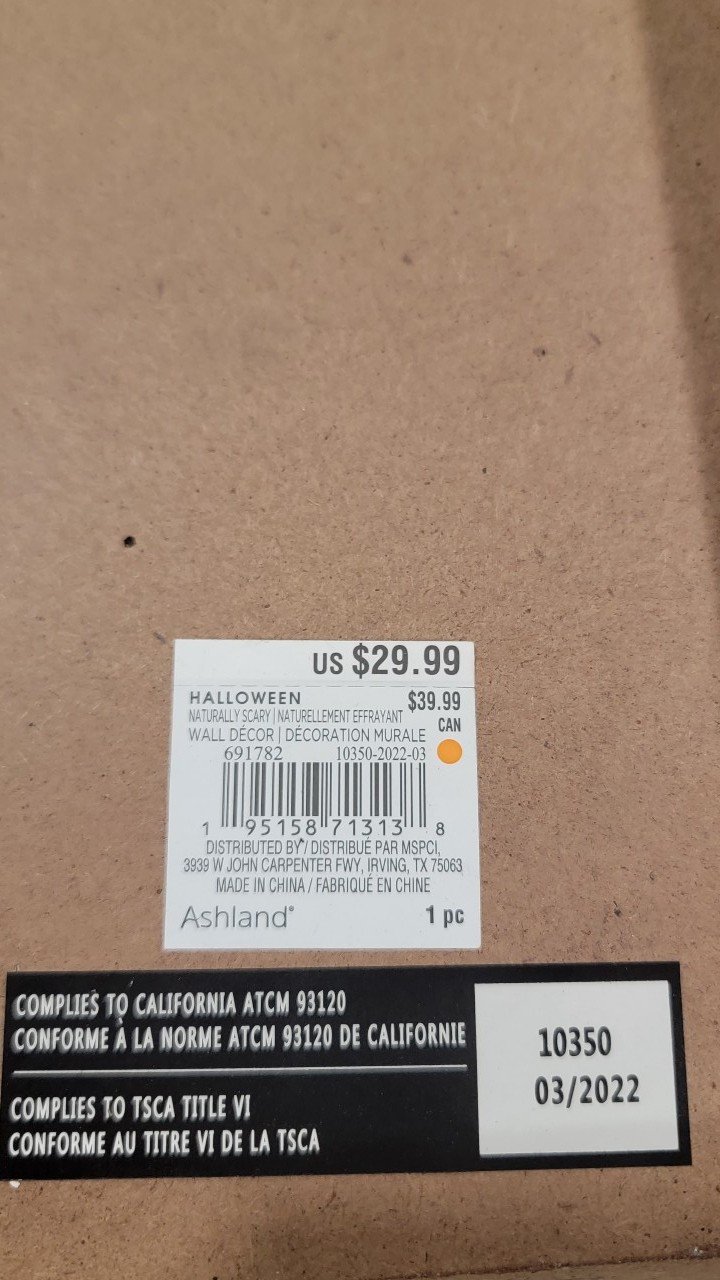 US $29.99
HALLOWEEN $39.99
NATURALLY SCARY | NATURELLEMENT EFFRAYANT CAN
WALL DÉCOR | DÉCORATION MURALE
691782 10350-2022-03
1 95158 71313 8
DISTRIBUTED BY / DISTRIBUÉ PAR MSPCI,
3939 W JOHN CARPENTER FWY, IRVING, TX 75063
MADE IN CHINA / FABRIQUÉ EN CHINE
Ashland® 1 pc
COMPLIES TO CALIFORNIA ATCM 93120
CONFORME À LA NORME ATCM 93120 DE CALIFORNIE
COMPLIES TO TSCA TITLE VI
CONFORME AU TITRE VI DE LA TSCA
10350
03/2022